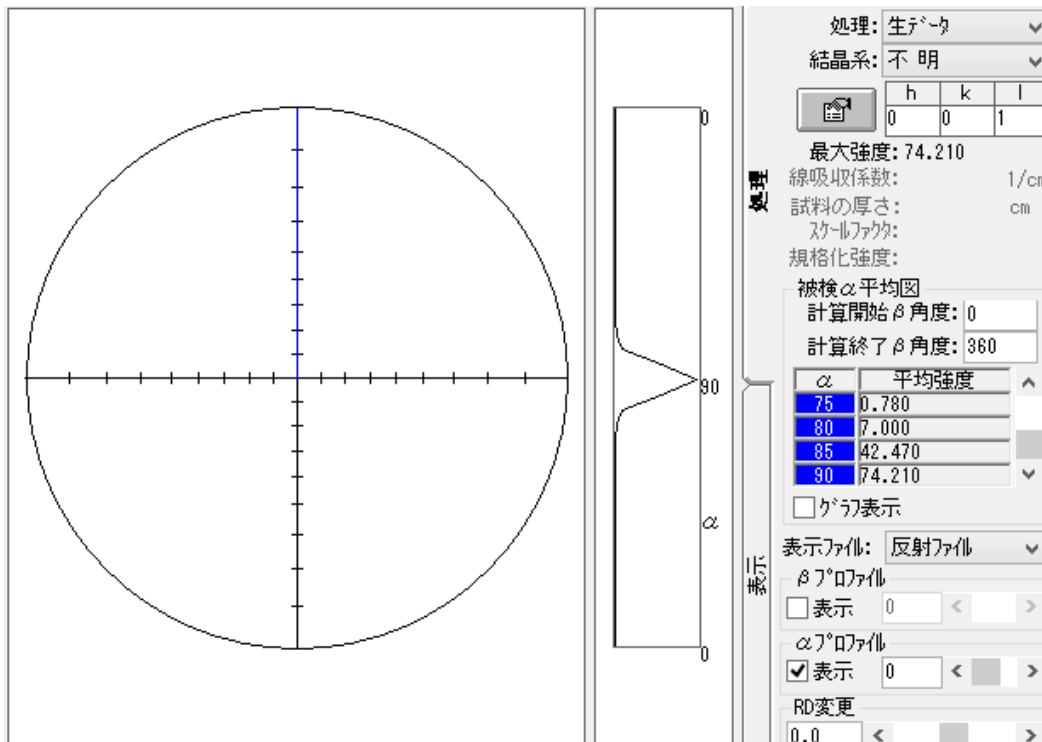 0
90
α
0
処理
表示
処理: 生データ
結晶系: 不 明
h k l
0 0 1
最大強度: 74.210
線吸収係数: 1/cm
試料の厚さ: cm
スケールファクタ:
規格化強度:
被検α平均図
計算開始β角度: 0
計算終了β角度: 360
α 平均強度
75 0.780
80 7.000
85 42.470
90 74.210
グラフ表示
表示ファイル: 反射ファイル
βプロファイル
表示 0
αプロファイル
表示 0
RD変更
0.0